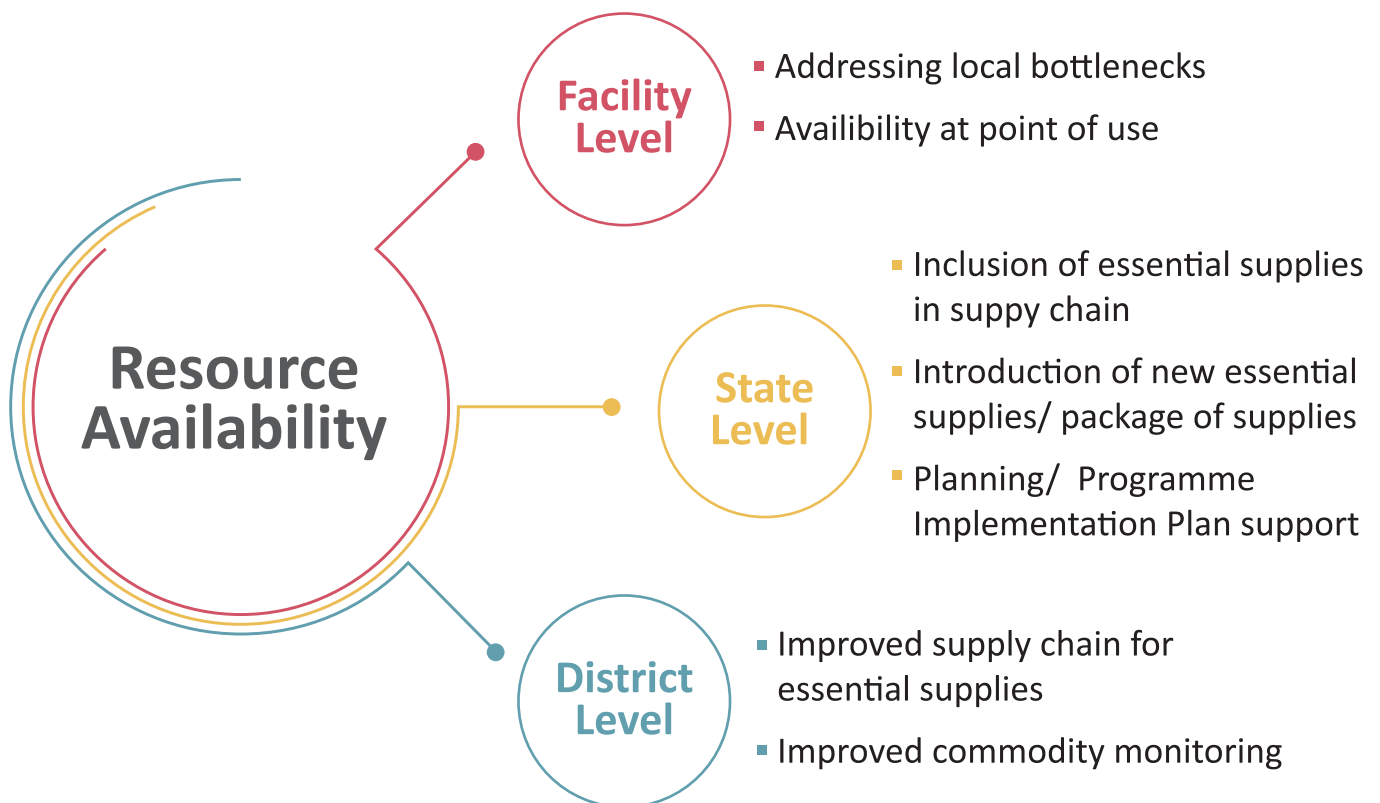 Resource
Availability
Facility
Level
Addressing local bottlenecks
Availibility at point of use
State
Level
Inclusion of essential supplies
in suppy chain
Introduction of new essential
supplies/ package of supplies
Planning/ Programme
Implementation Plan support
District
Level
Improved supply chain for
essential supplies
Improved commodity monitoring